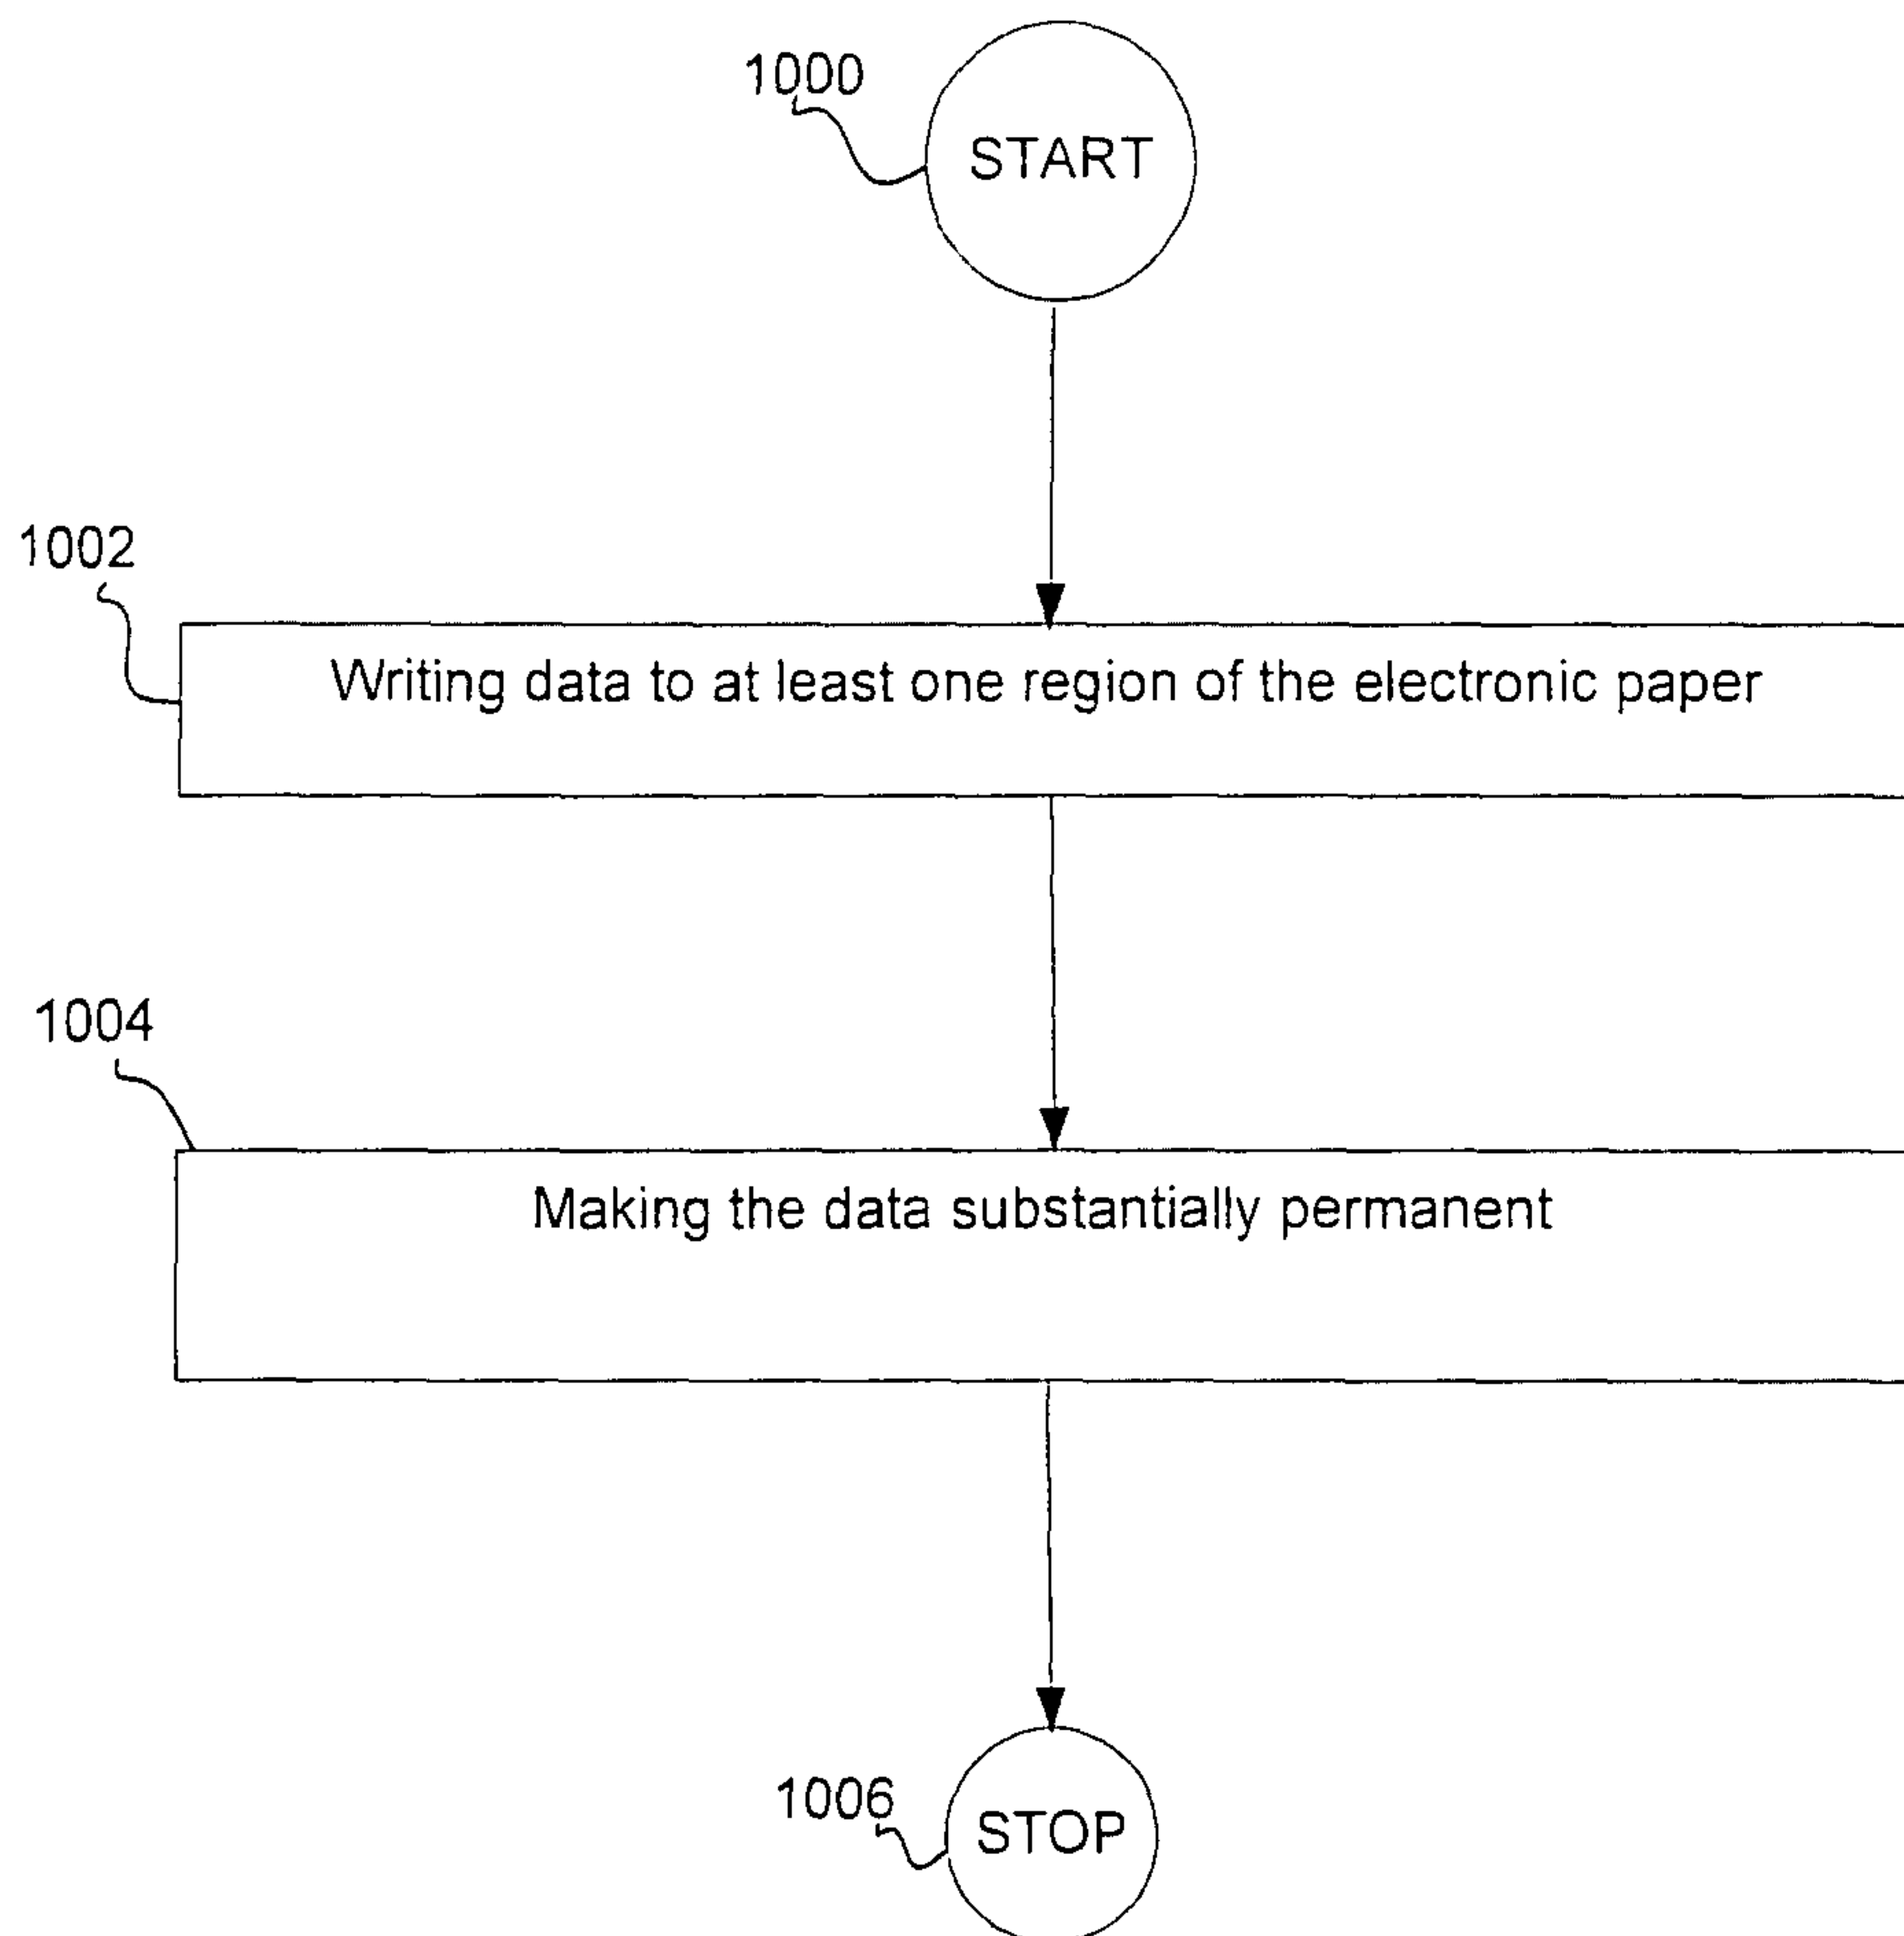 1000
START
1002
Writing data to at least one region of the electronic paper
1004
Making the data substantially permanent
1006
STOP